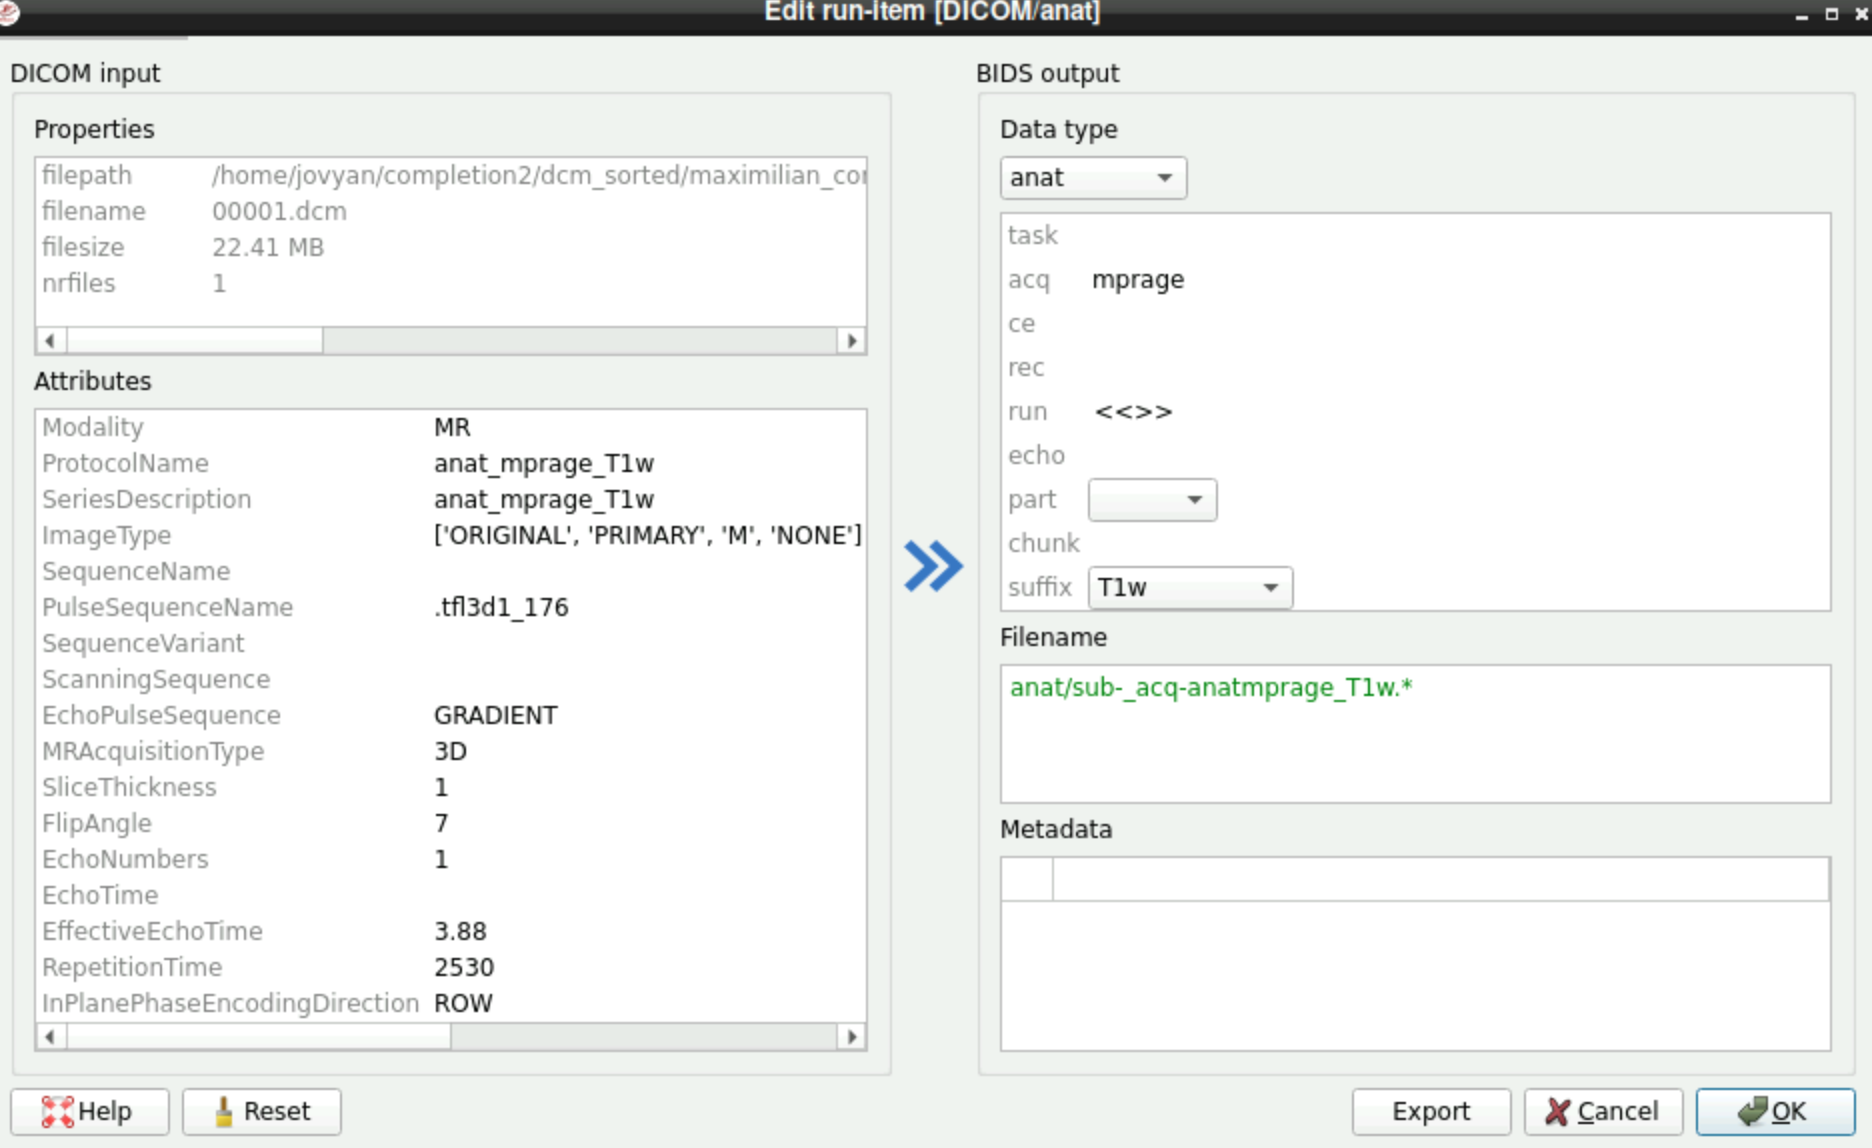 Edit run-item [DICOM/anat]
DICOM input
Properties
filepath /home/jovyan/completion2/dcm_sorted/maximilian_cor
filename 00001.dcm
filesize 22.41 MB
nrfiles 1
Attributes
Modality MR
ProtocolName anat_mprage_T1w
SeriesDescription anat_mprage_T1w
ImageType ['ORIGINAL', 'PRIMARY', 'M', 'NONE']
SequenceName
PulseSequenceName .tfl3d1_176
SequenceVariant
ScanningSequence
EchoPulseSequence GRADIENT
MRAcquisitionType 3D
SliceThickness 1
FlipAngle 7
EchoNumbers 1
EchoTime
EffectiveEchoTime 3.88
RepetitionTime 2530
InPlanePhaseEncodingDirection ROW
BIDS output
Data type
anat
task
acq mprage
ce
rec
run <<>>
echo
part
chunk
suffix T1w
Filename
anat/sub-_acq-anatmprage_T1w.*
Metadata
Help
Reset
Export
Cancel
OK